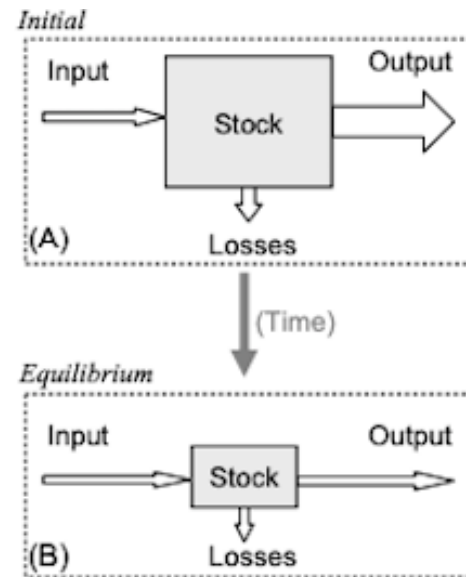 Initial
Input
Output
Stock
(A)
Losses
(Time)
Equilibrium
Input
Output
Stock
(B)
Losses